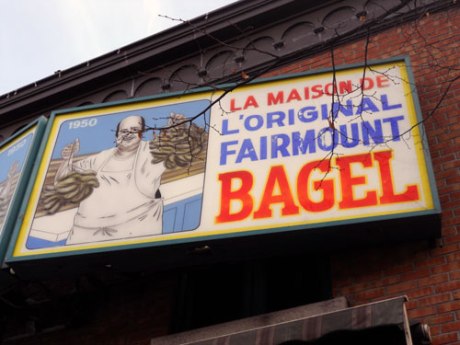 1950
LA MAISON DE
L'ORIGINAL
FAIRMOUNT
BAGEL